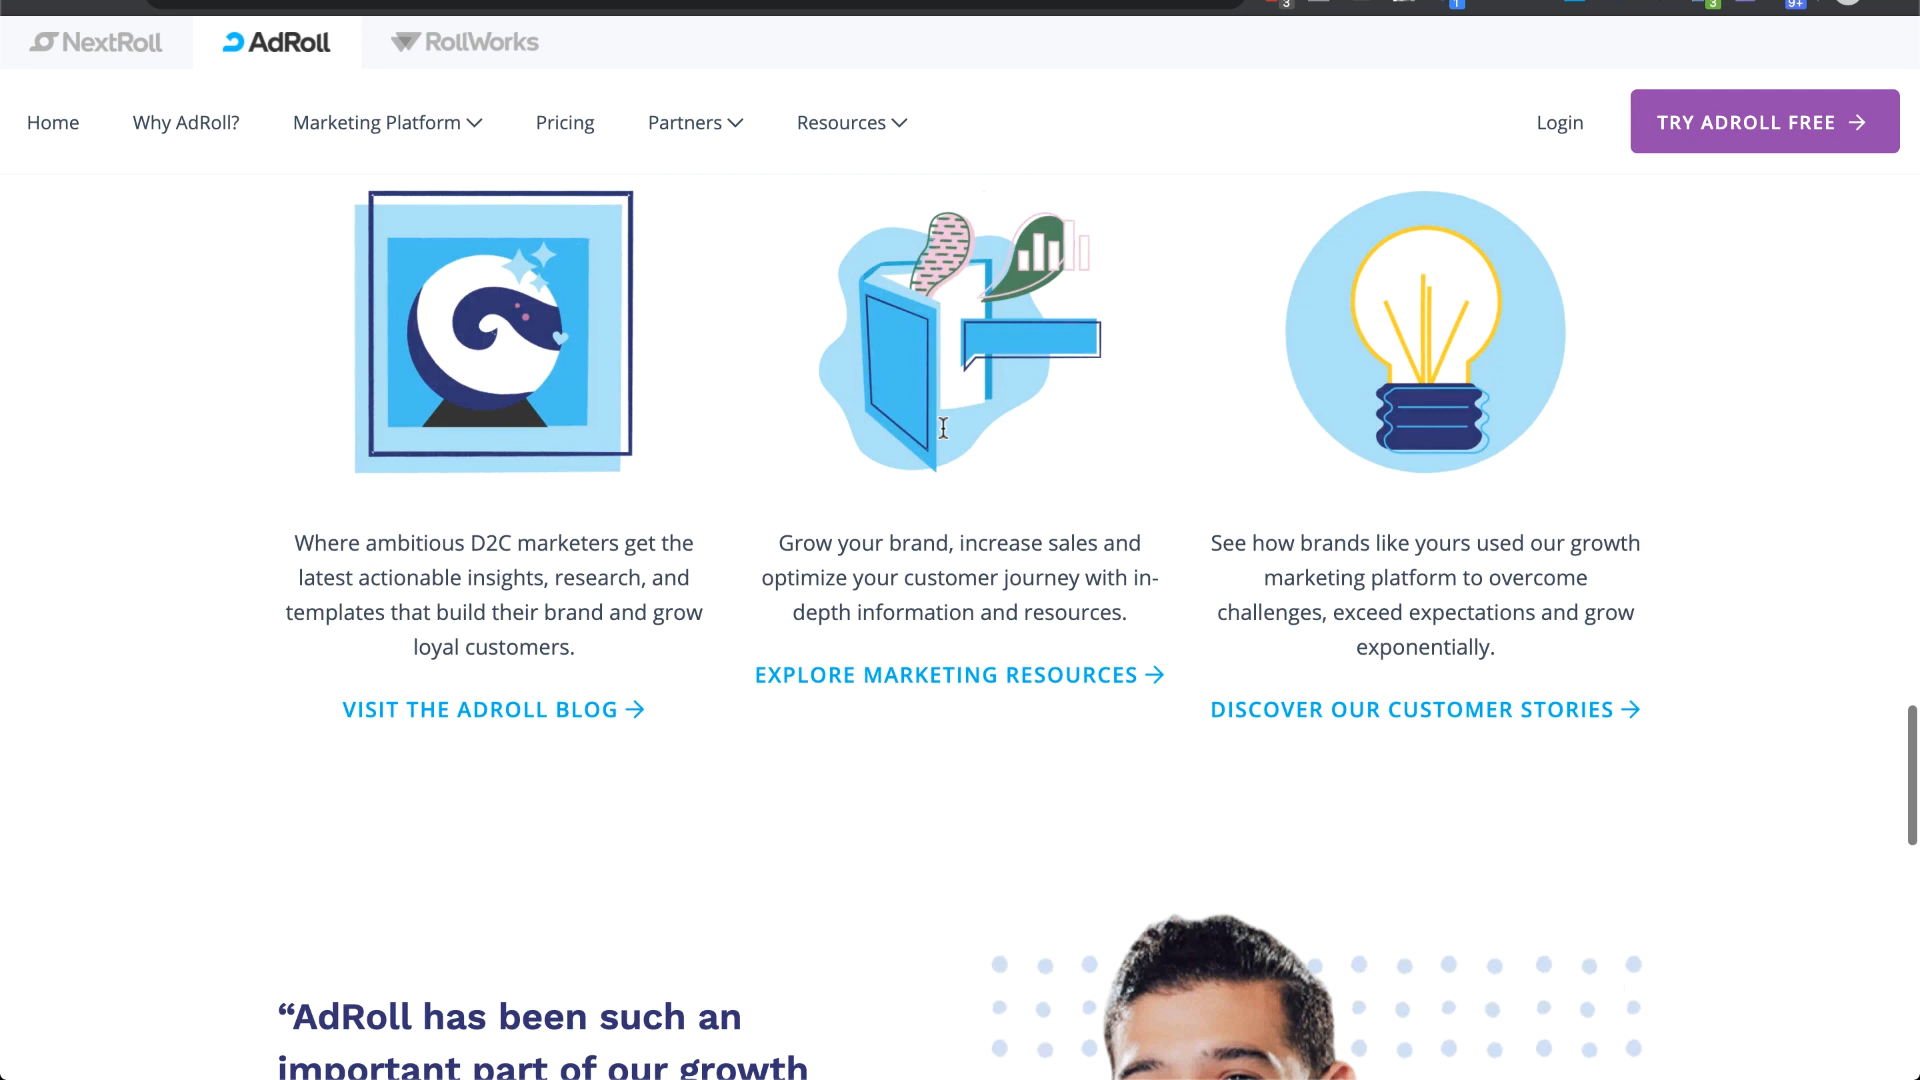 3
1
3
9+
NextRoll
AdRoll
RollWorks
Home
Why AdRoll?
Marketing Platform
Pricing
Partners
Resources
Login
TRY ADROLL FREE →
Where ambitious D2C marketers get the
latest actionable insights, research, and
templates that build their brand and grow
loyal customers.
VISIT THE ADROLL BLOG →
Grow your brand, increase sales and
optimize your customer journey with in-
depth information and resources.
EXPLORE MARKETING RESOURCES →
See how brands like yours used our growth
marketing platform to overcome
challenges, exceed expectations and grow
exponentially.
DISCOVER OUR CUSTOMER STORIES →
“AdRoll has been such an
important part of our growth